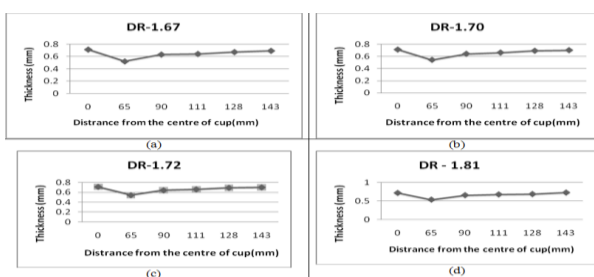 DR-1.67
Thickness (mm)
0.8
0.6
0.4
0.2
0
0 65 90 111 128 143
Distrance from the centre of cup(mm)
(a)
DR-1.70
Thickness (mm)
0.8
0.6
0.4
0.2
0
0 65 90 111 128 143
Distrance from the centre of cup(mm)
(b)
DR-1.72
Thickness (mm)
0.8
0.6
0.4
0.2
0
0 65 90 111 128 143
Distrance from the centre of cup(mm)
(c)
DR - 1.81
Thickness (mm)
1
0.5
0
0 65 90 111 128 143
Distrance from the centre of cup(mm)
(d)